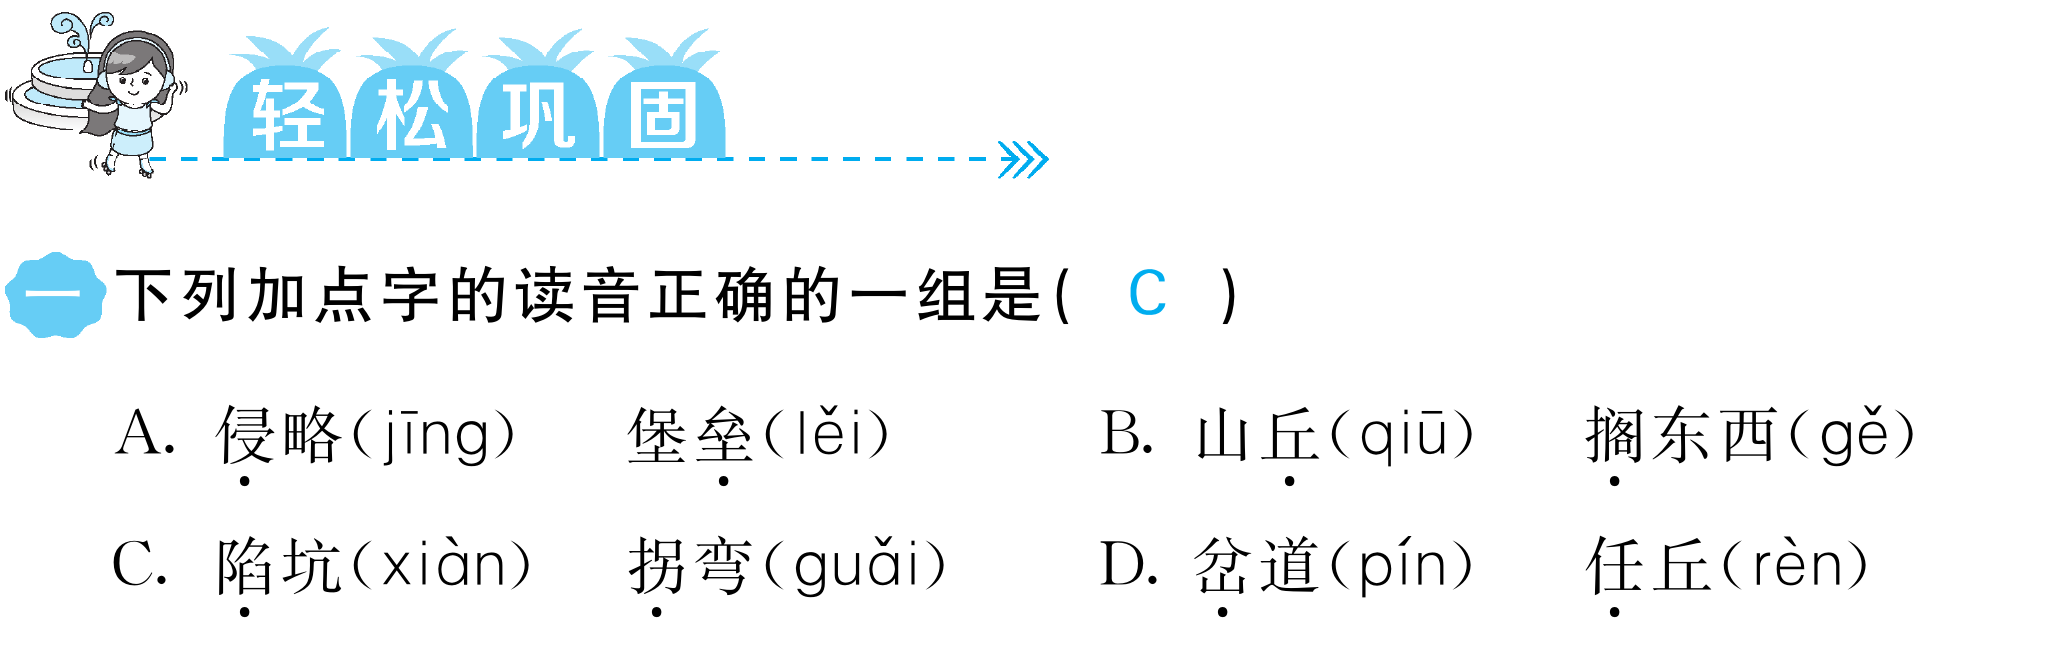 轻松巩固
一 下列加点字的读音正确的一组是( C )
A. 侵略(jīng) 堡垒(lěi) B. 山丘(qiū) 搁东西(gě)
C. 陷坑(xiàn) 拐弯(guǎi) D. 岔道(pín) 任丘(rèn)